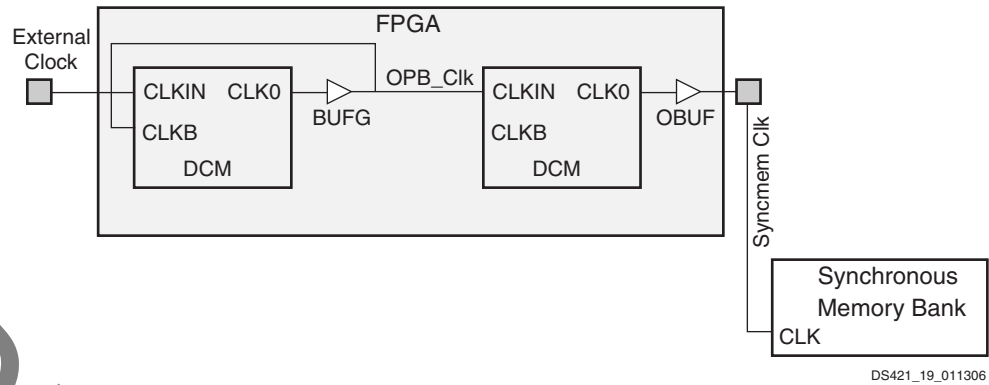 FPGA
External
Clock
CLKIN CLK0
CLKB
DCM
BUFG
OPB_Clk
CLKIN CLK0
CLKB
DCM
OBUF
Syncmem Clk
Synchronous
Memory Bank
CLK
DS421_19_011306